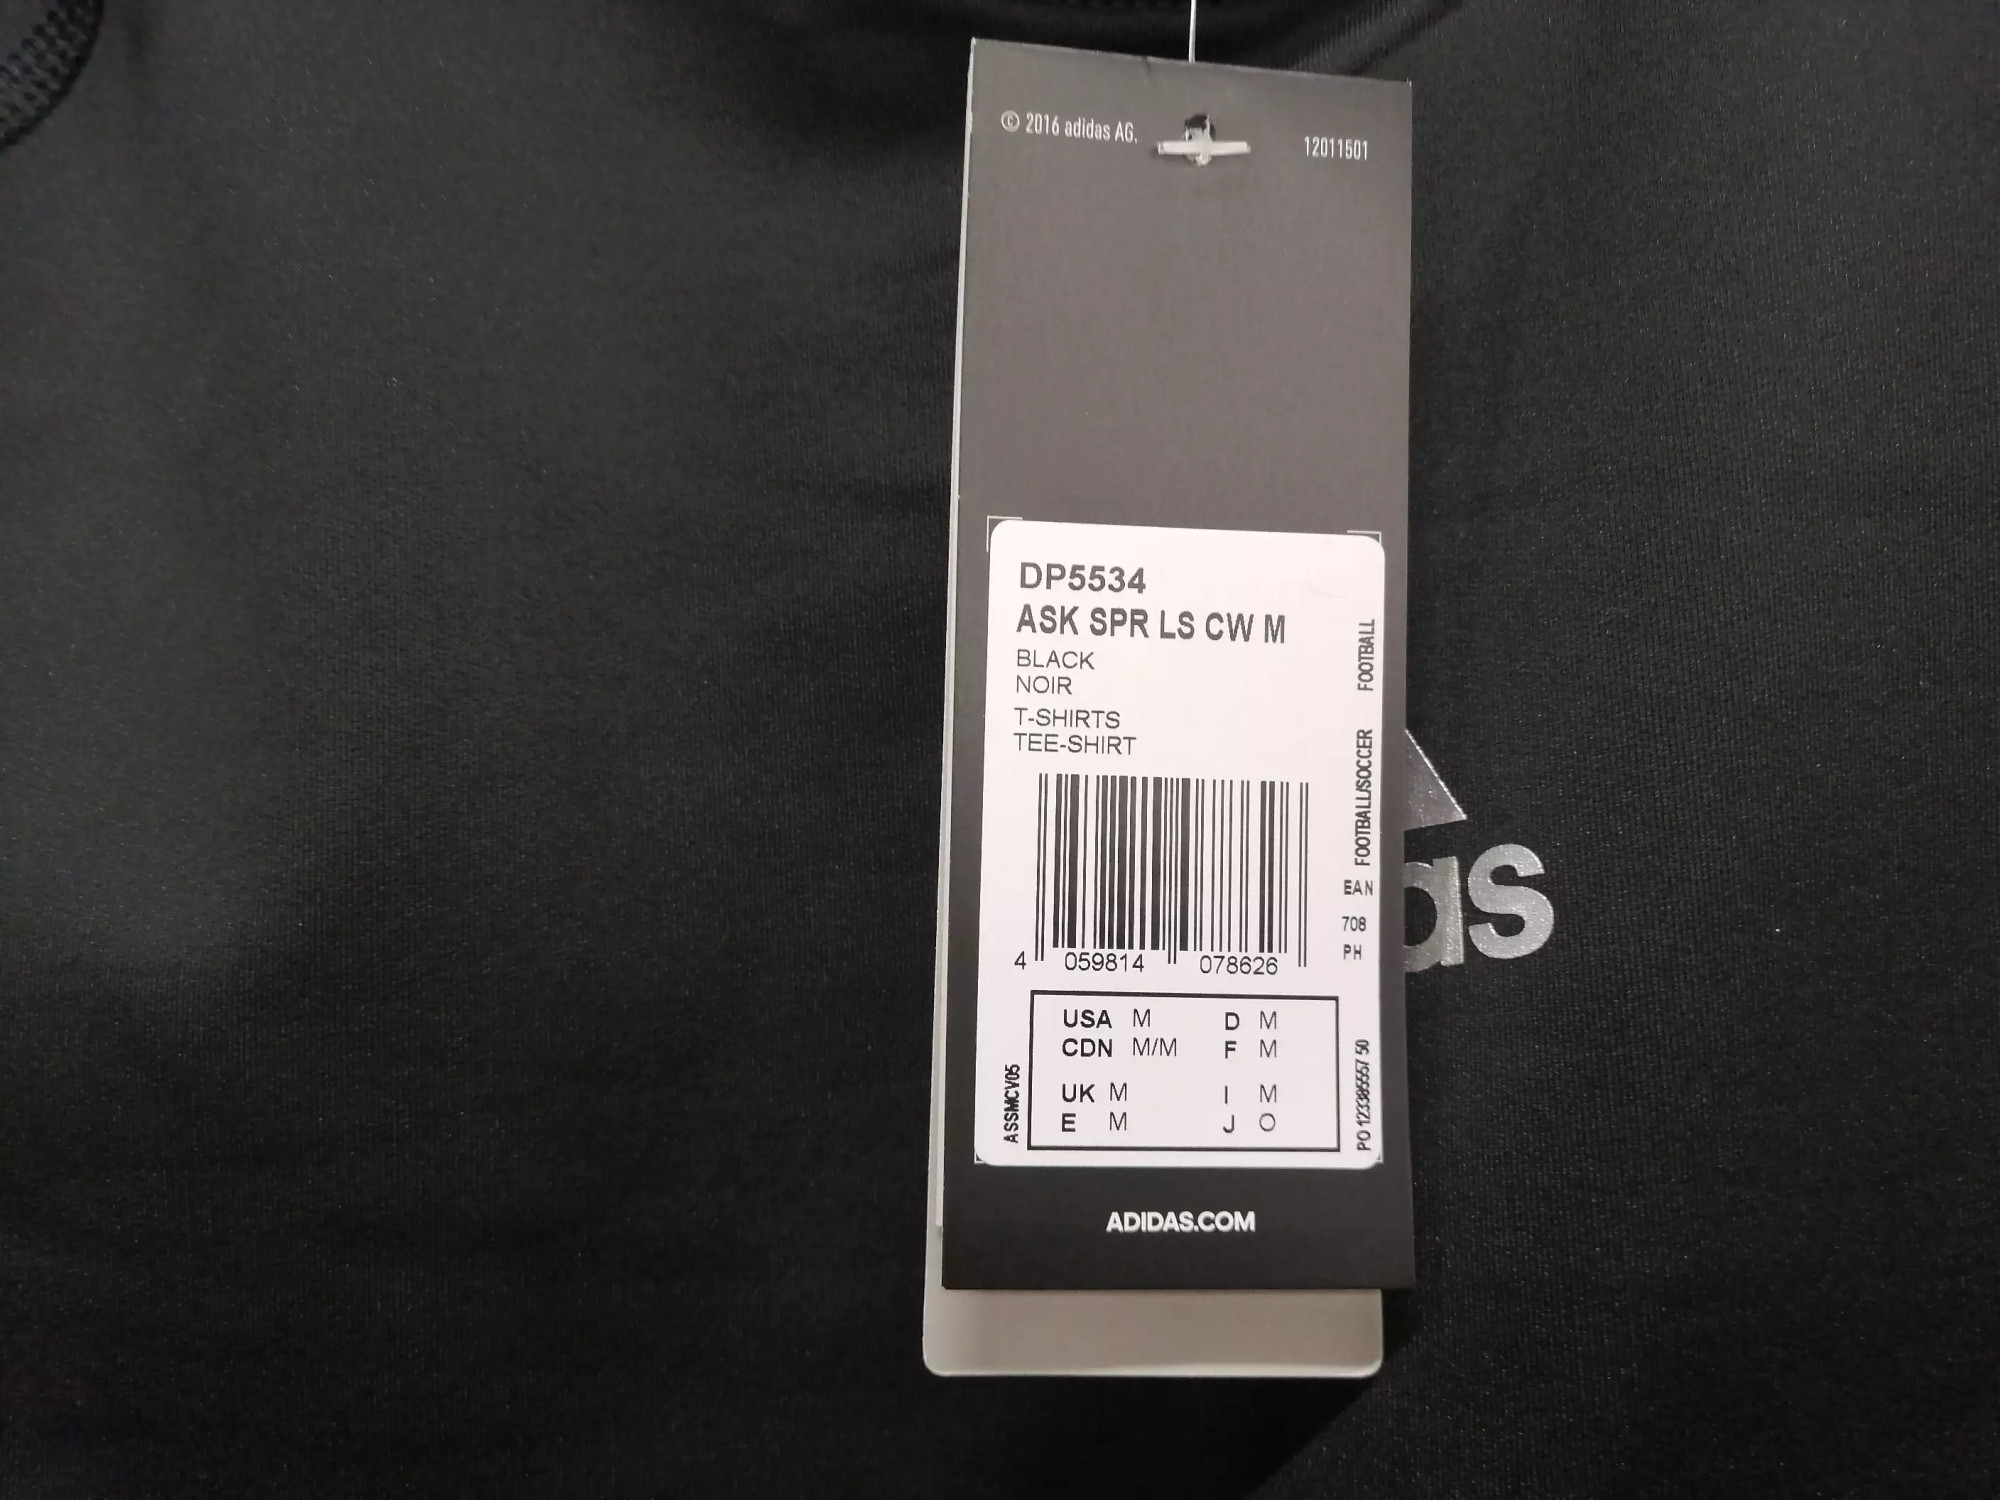 © 2016 adidas AG.
12011501
DP5534
ASK SPR LS CW M
BLACK
NOIR
T-SHIRTS
TEE-SHIRT
FOOTBALL
FOOTBALL/SOCCER
EAN
708
PH
4 059814 078626
USA M D M
CDN M/M F M
UK M I M
E M J O
ASSMCV05
ADIDAS.COM
as